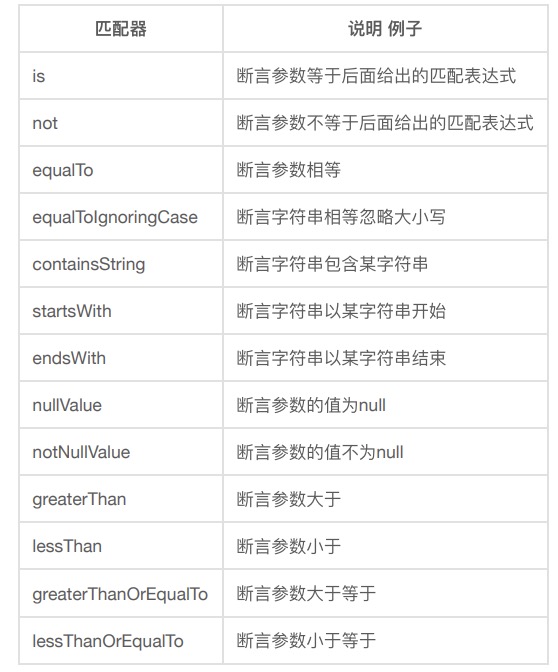 匹配器 说明 例子
is 断言参数等于后面给出的匹配表达式
not 断言参数不等于后面给出的匹配表达式
equalTo 断言参数相等
equalToIgnoringCase 断言字符串相等忽略大小写
containsString 断言字符串包含某字符串
startsWith 断言字符串以某字符串开始
endsWith 断言字符串以某字符串结束
nullValue 断言参数的值为null
notNullValue 断言参数的值不为null
greaterThan 断言参数大于
lessThan 断言参数小于
greaterThanOrEqualTo 断言参数大于等于
lessThanOrEqualTo 断言参数小于等于